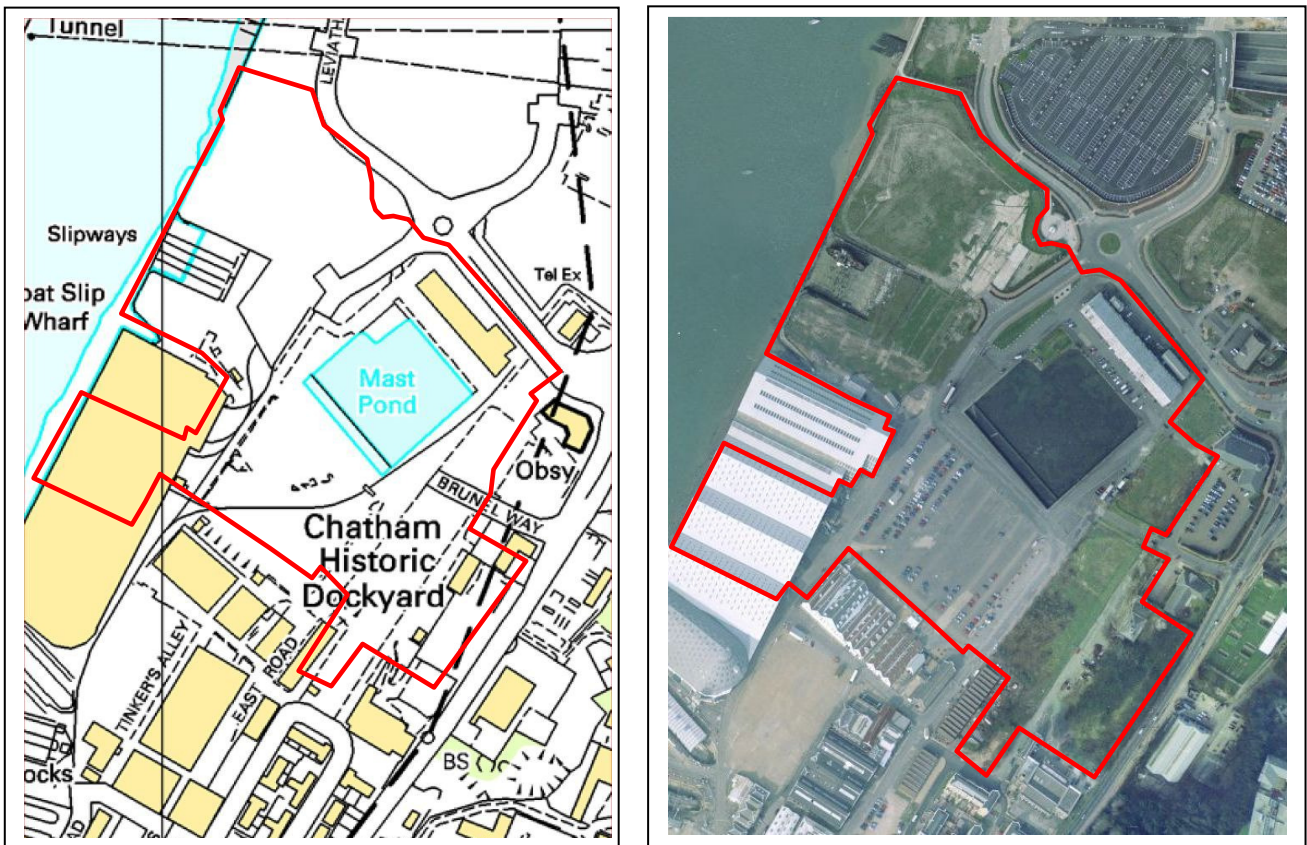 Tunnel
LEVIATH
Slipways
oat Slip
Wharf
Tel Ex
Mast
Pond
Obsy
BRUNEL WAY
Chatham
Historic
Dockyard
TINKER'S ALLEY
EAST ROAD
BS
ocks